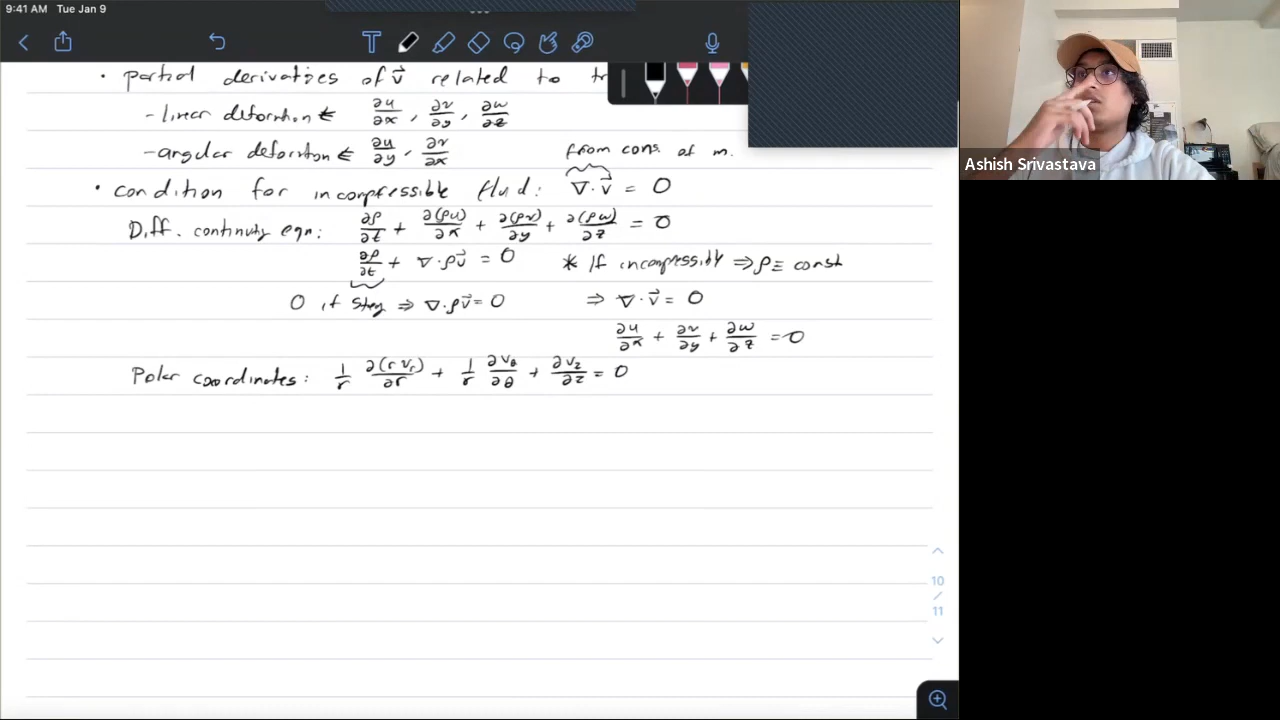 9:41 AM Tue Jan 9
T
• partial derivatives of v⃗ related to tr
- linear deformation ← ∂u/∂x , ∂v/∂y , ∂w/∂z
- angular deformation ← ∂u/∂y , ∂v/∂x
from cons. of m.
• condition for incompressible fluid: ∇·v⃗ = 0
Diff. continuity eqn: ∂ρ/∂t + ∂(ρu)/∂x + ∂(ρv)/∂y + ∂(ρw)/∂z = 0
∂ρ/∂t + ∇·ρv⃗ = 0 * If incompressible ⇒ ρ ≡ const
0 if ⇒ ∇·ρv⃗ = 0 ⇒ ∇·v⃗ = 0
∂u/∂x + ∂v/∂y + ∂w/∂z = 0
Polar coordinates: 1/r ∂(r v_r)/∂r + 1/r ∂v_θ/∂θ + ∂v_z/∂z = 0
10
/
11
Ashish Srivastava